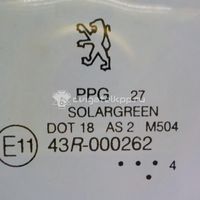 PPG 27
SOLARGREEN
DOT 18 AS 2 M504
E11 43R-000262
4